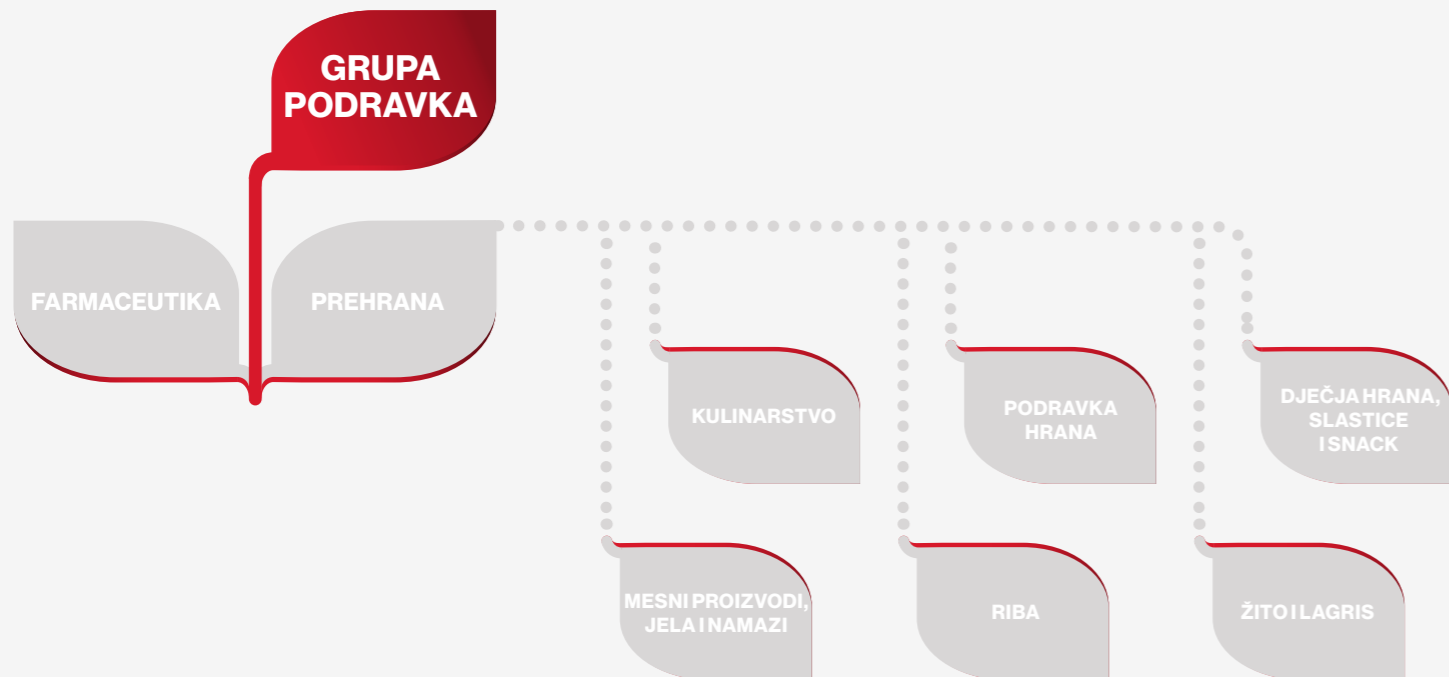 GRUPA
PODRAVKA
FARMACEUTIKA
PREHRANA
KULINARSTVO
PODRAVKA
HRANA
DJEČJA HRANA,
SLASTICE
I SNACK
MESNI PROIZVODI,
JELA I NAMAZI
RIBA
ŽITO I LAGRIS